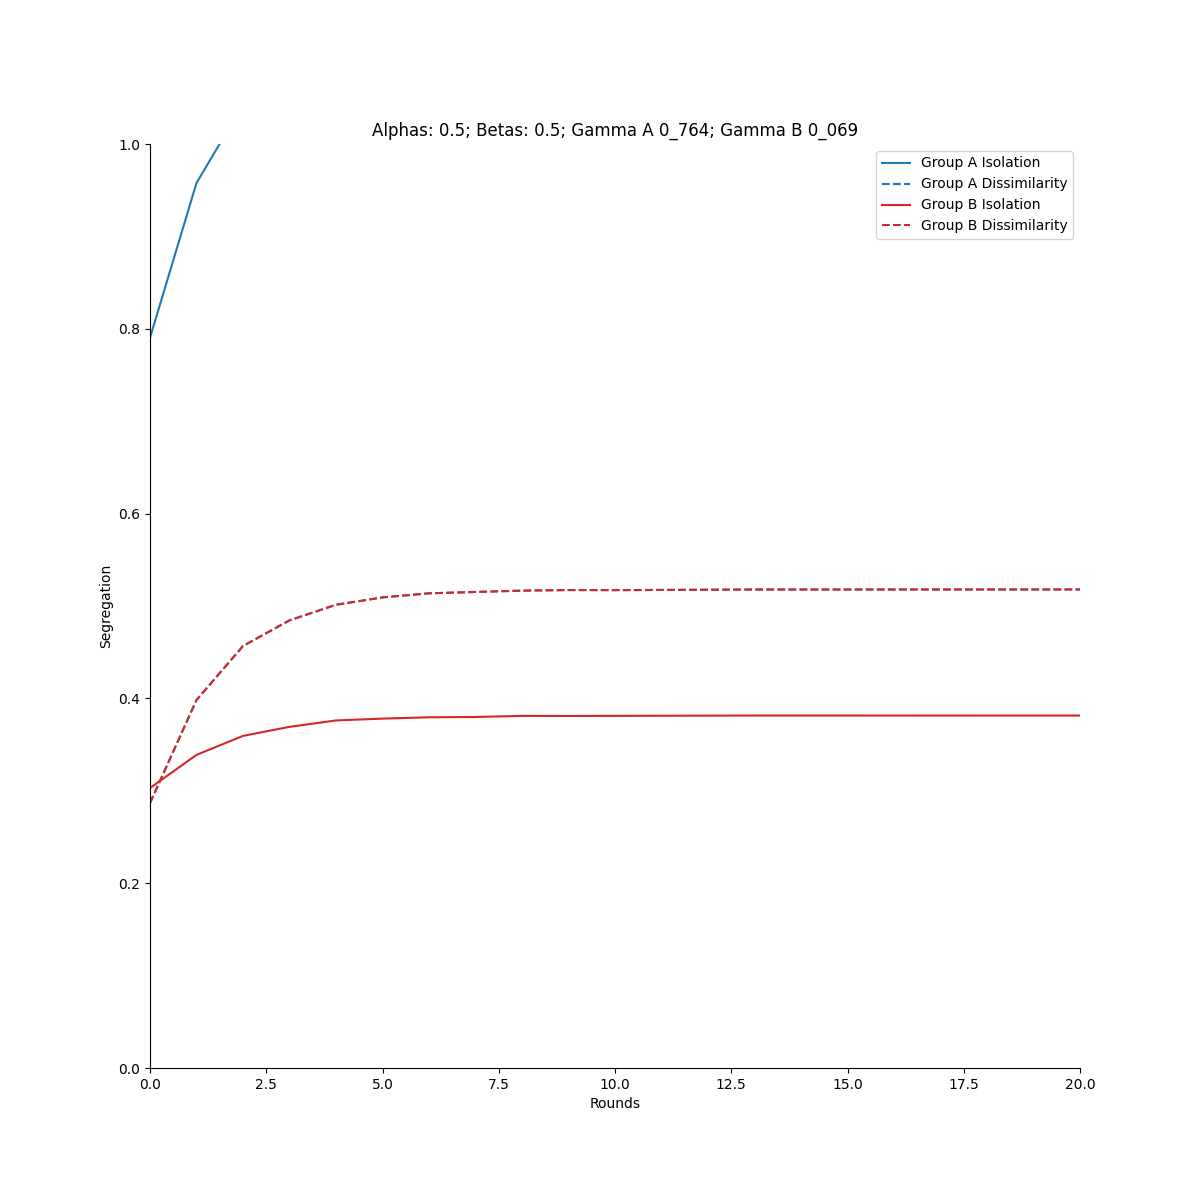 Alphas: 0.5; Betas: 0.5; Gamma A 0_764; Gamma B 0_069
Group A Isolation
Group A Dissimilarity
Group B Isolation
Group B Dissimilarity
1.0
0.8
0.6
0.4
0.2
0.0
Segregation
0.0 2.5 5.0 7.5 10.0 12.5 15.0 17.5 20.0
Rounds